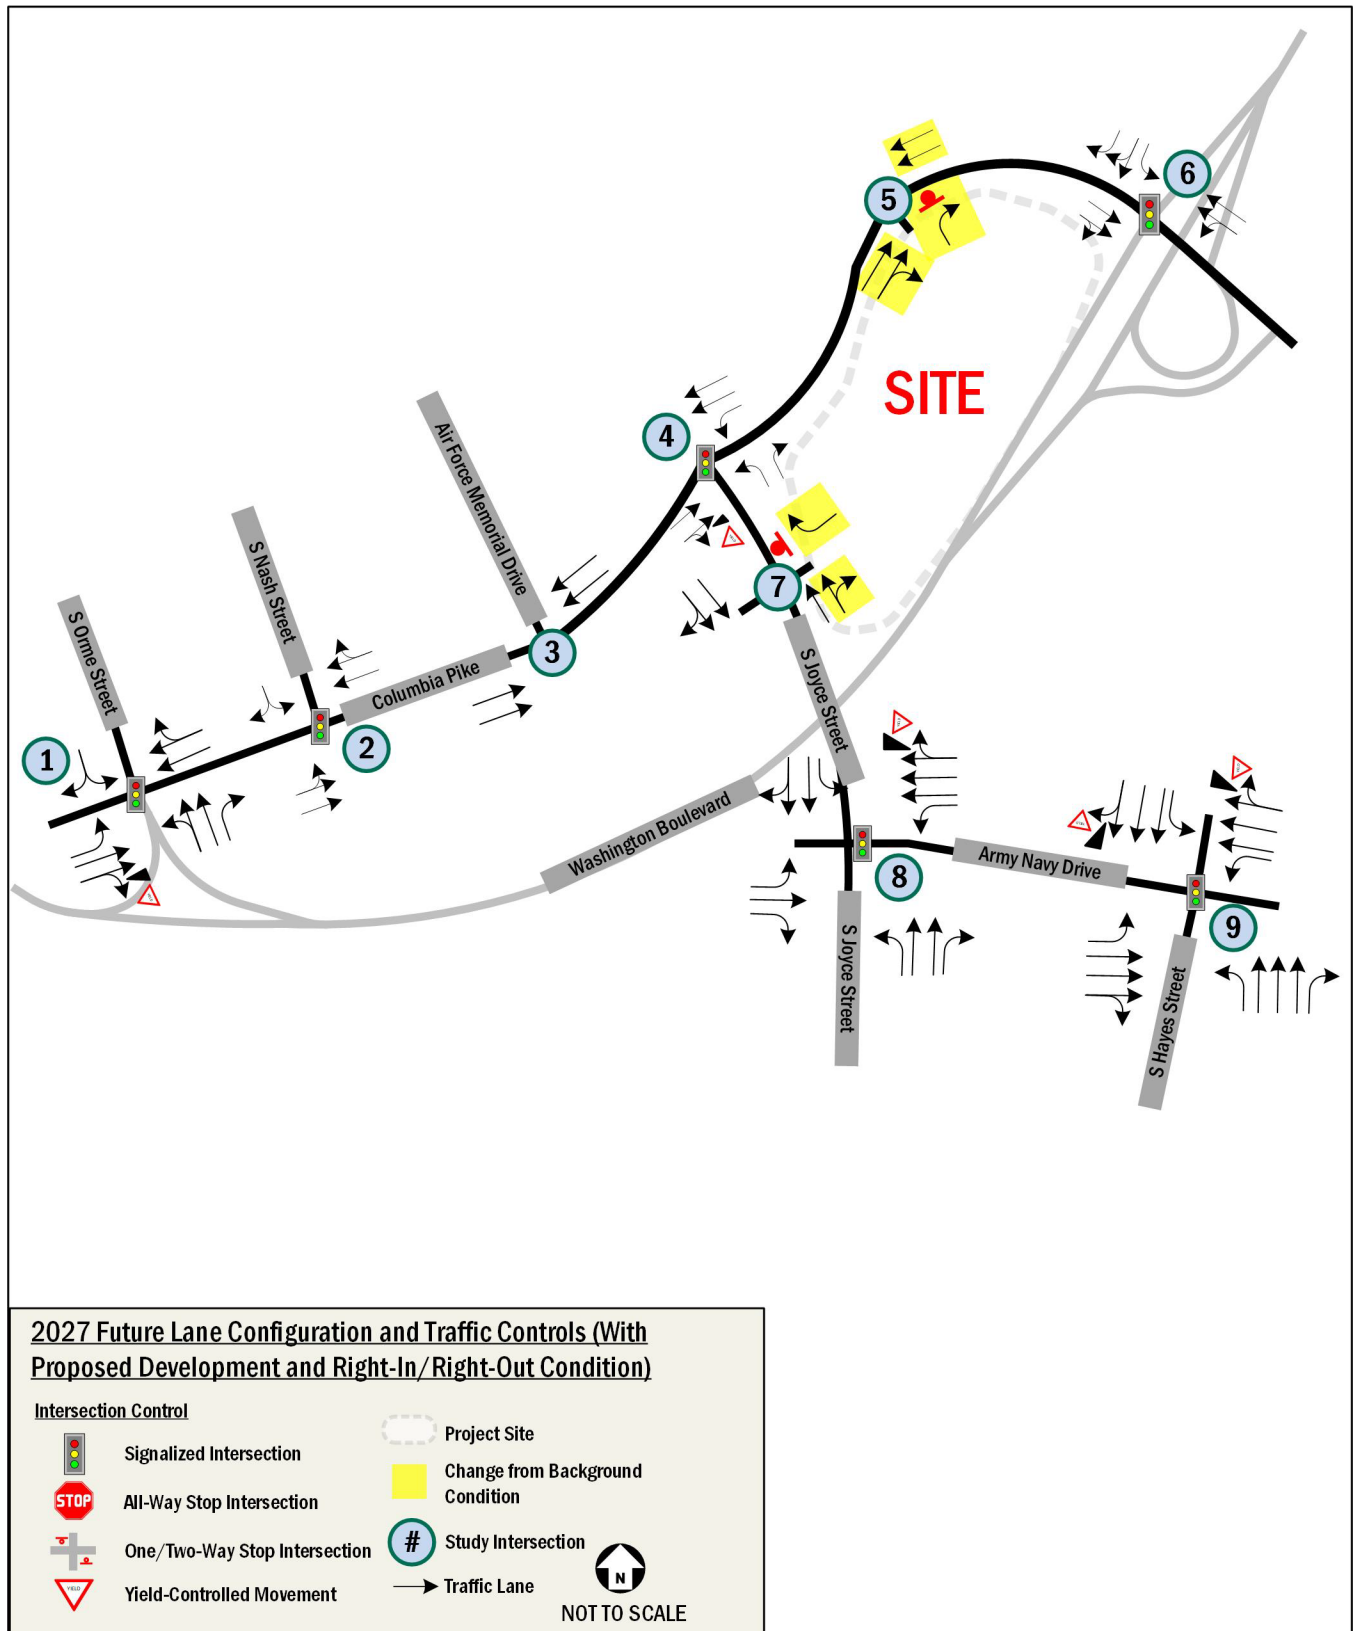 5
6
SITE
4
Air Force Memorial Drive
S Nash Street
S Orme Street
7
3
Columbia Pike
S Joyce Street
2
1
Washington Boulevard
Army Navy Drive
8
9
S Joyce Street
S Hayes Street
2027 Future Lane Configuration and Traffic Controls (With
Proposed Development and Right-In/Right-Out Condition)
Intersection Control
Signalized Intersection
STOP
All-Way Stop Intersection
One/Two-Way Stop Intersection
YIELD
Yield-Controlled Movement
Project Site
Change from Background
Condition
#
Study Intersection
Traffic Lane
N
NOT TO SCALE